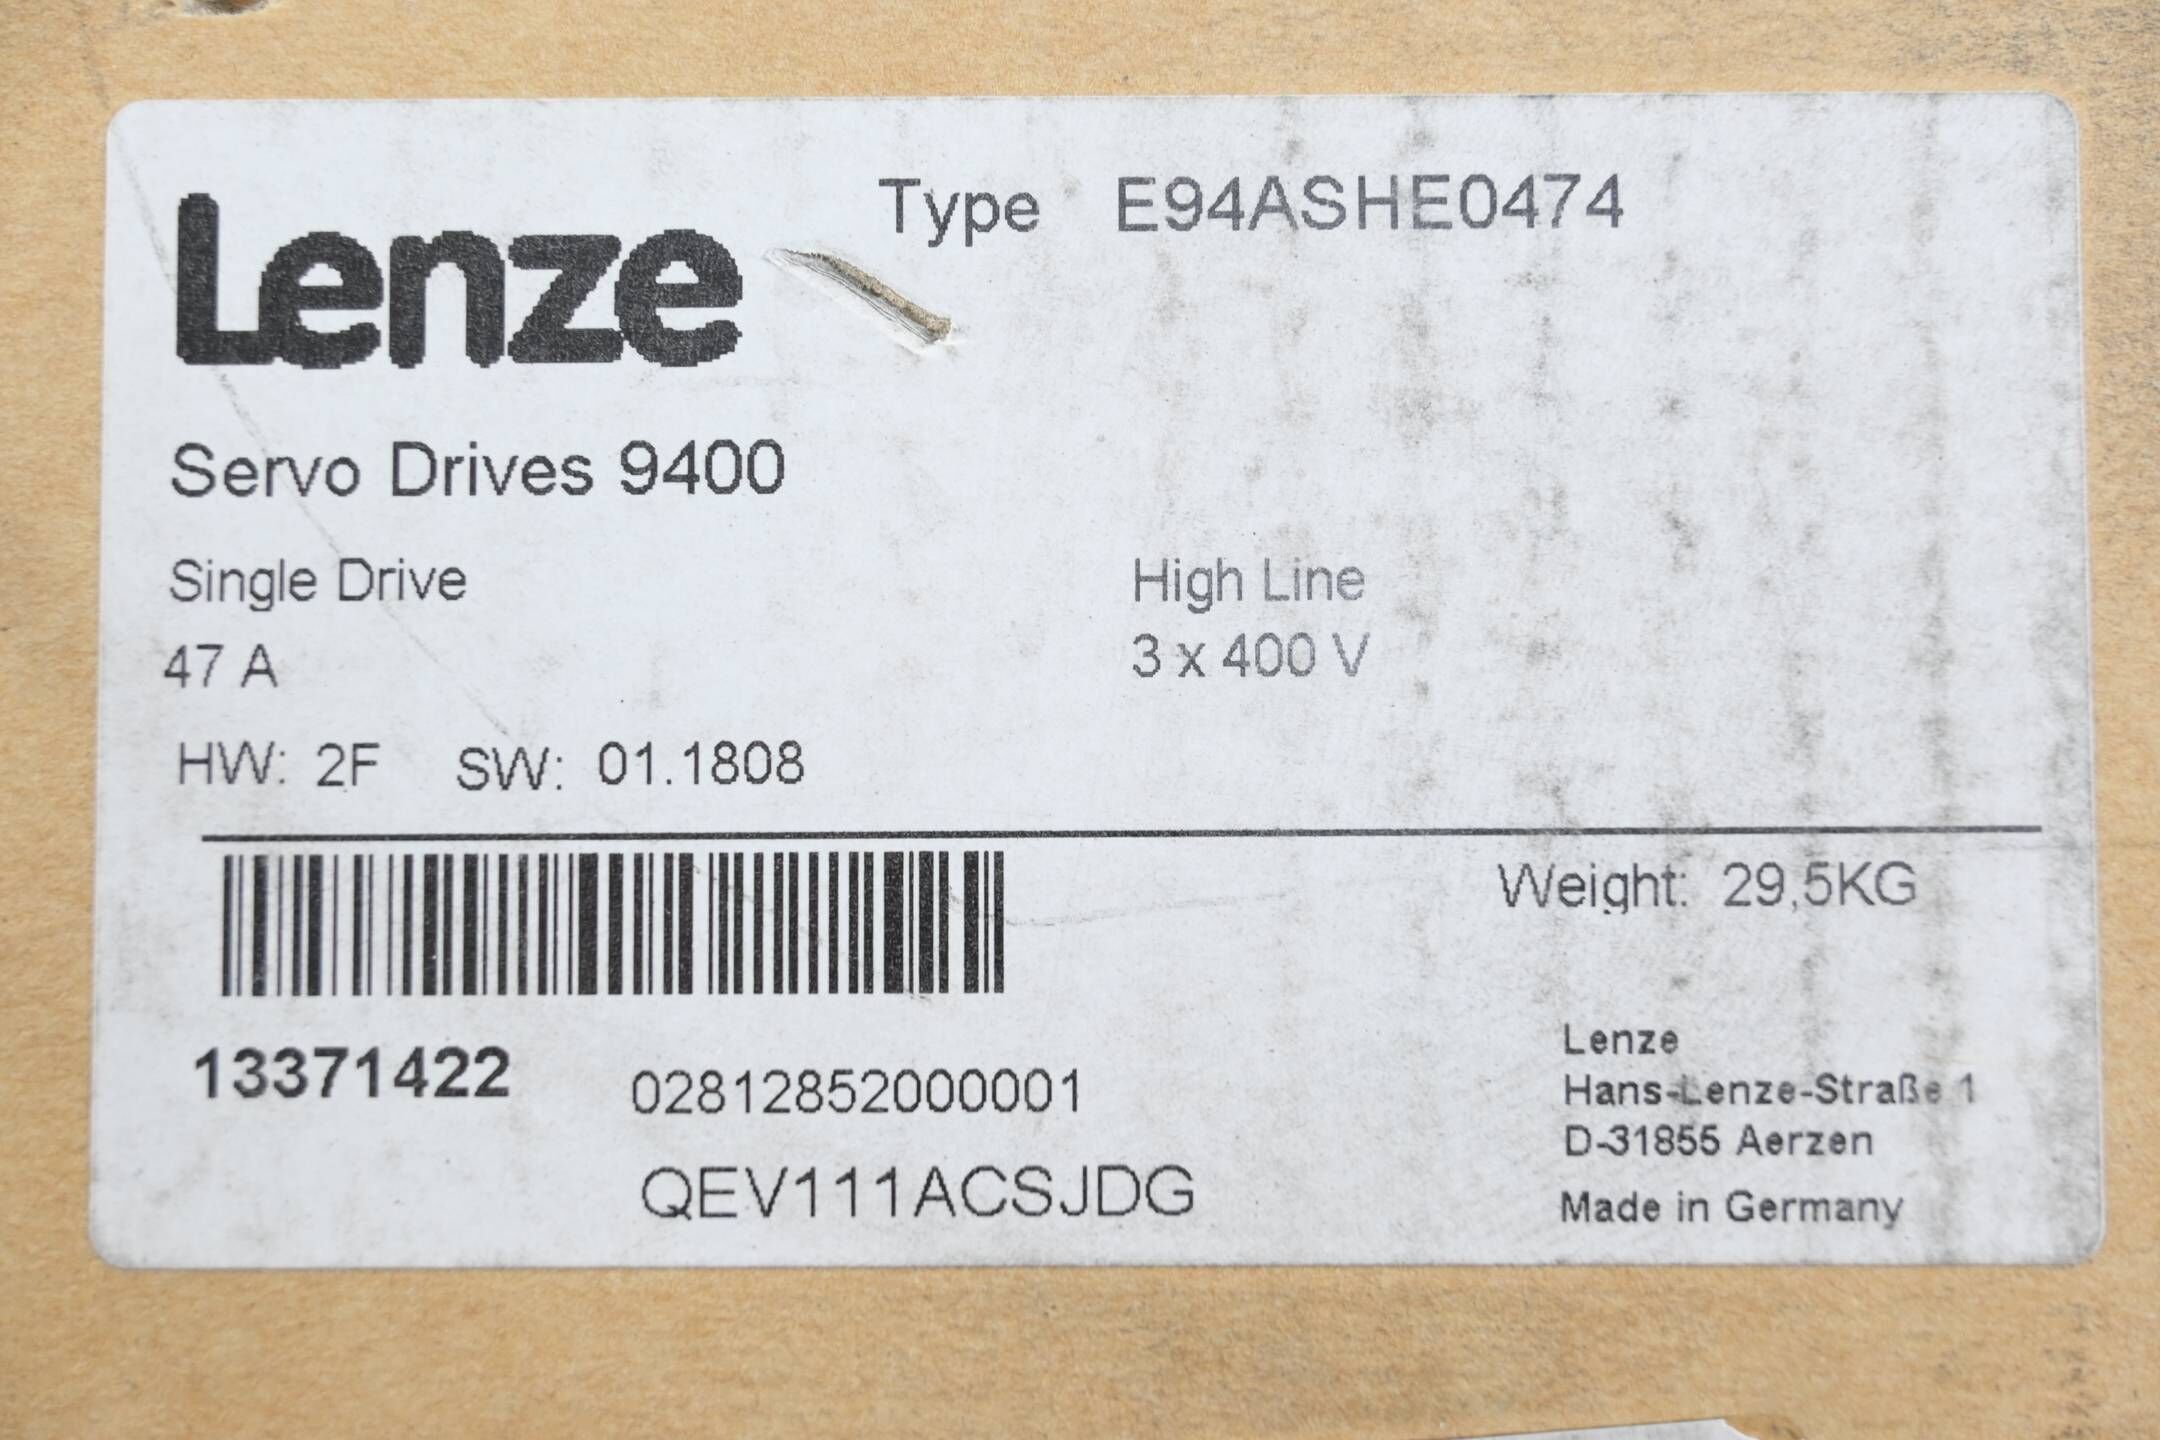 Lenze
Type E94ASHE0474
Servo Drives 9400
Single Drive
High Line
47 A
3 x 400 V
HW: 2F SW: 01.1808
Weight: 29,5KG
13371422
02812852000001
QEV111ACSJDG
Lenze
Hans-Lenze-Straße 1
D-31855 Aerzen
Made in Germany